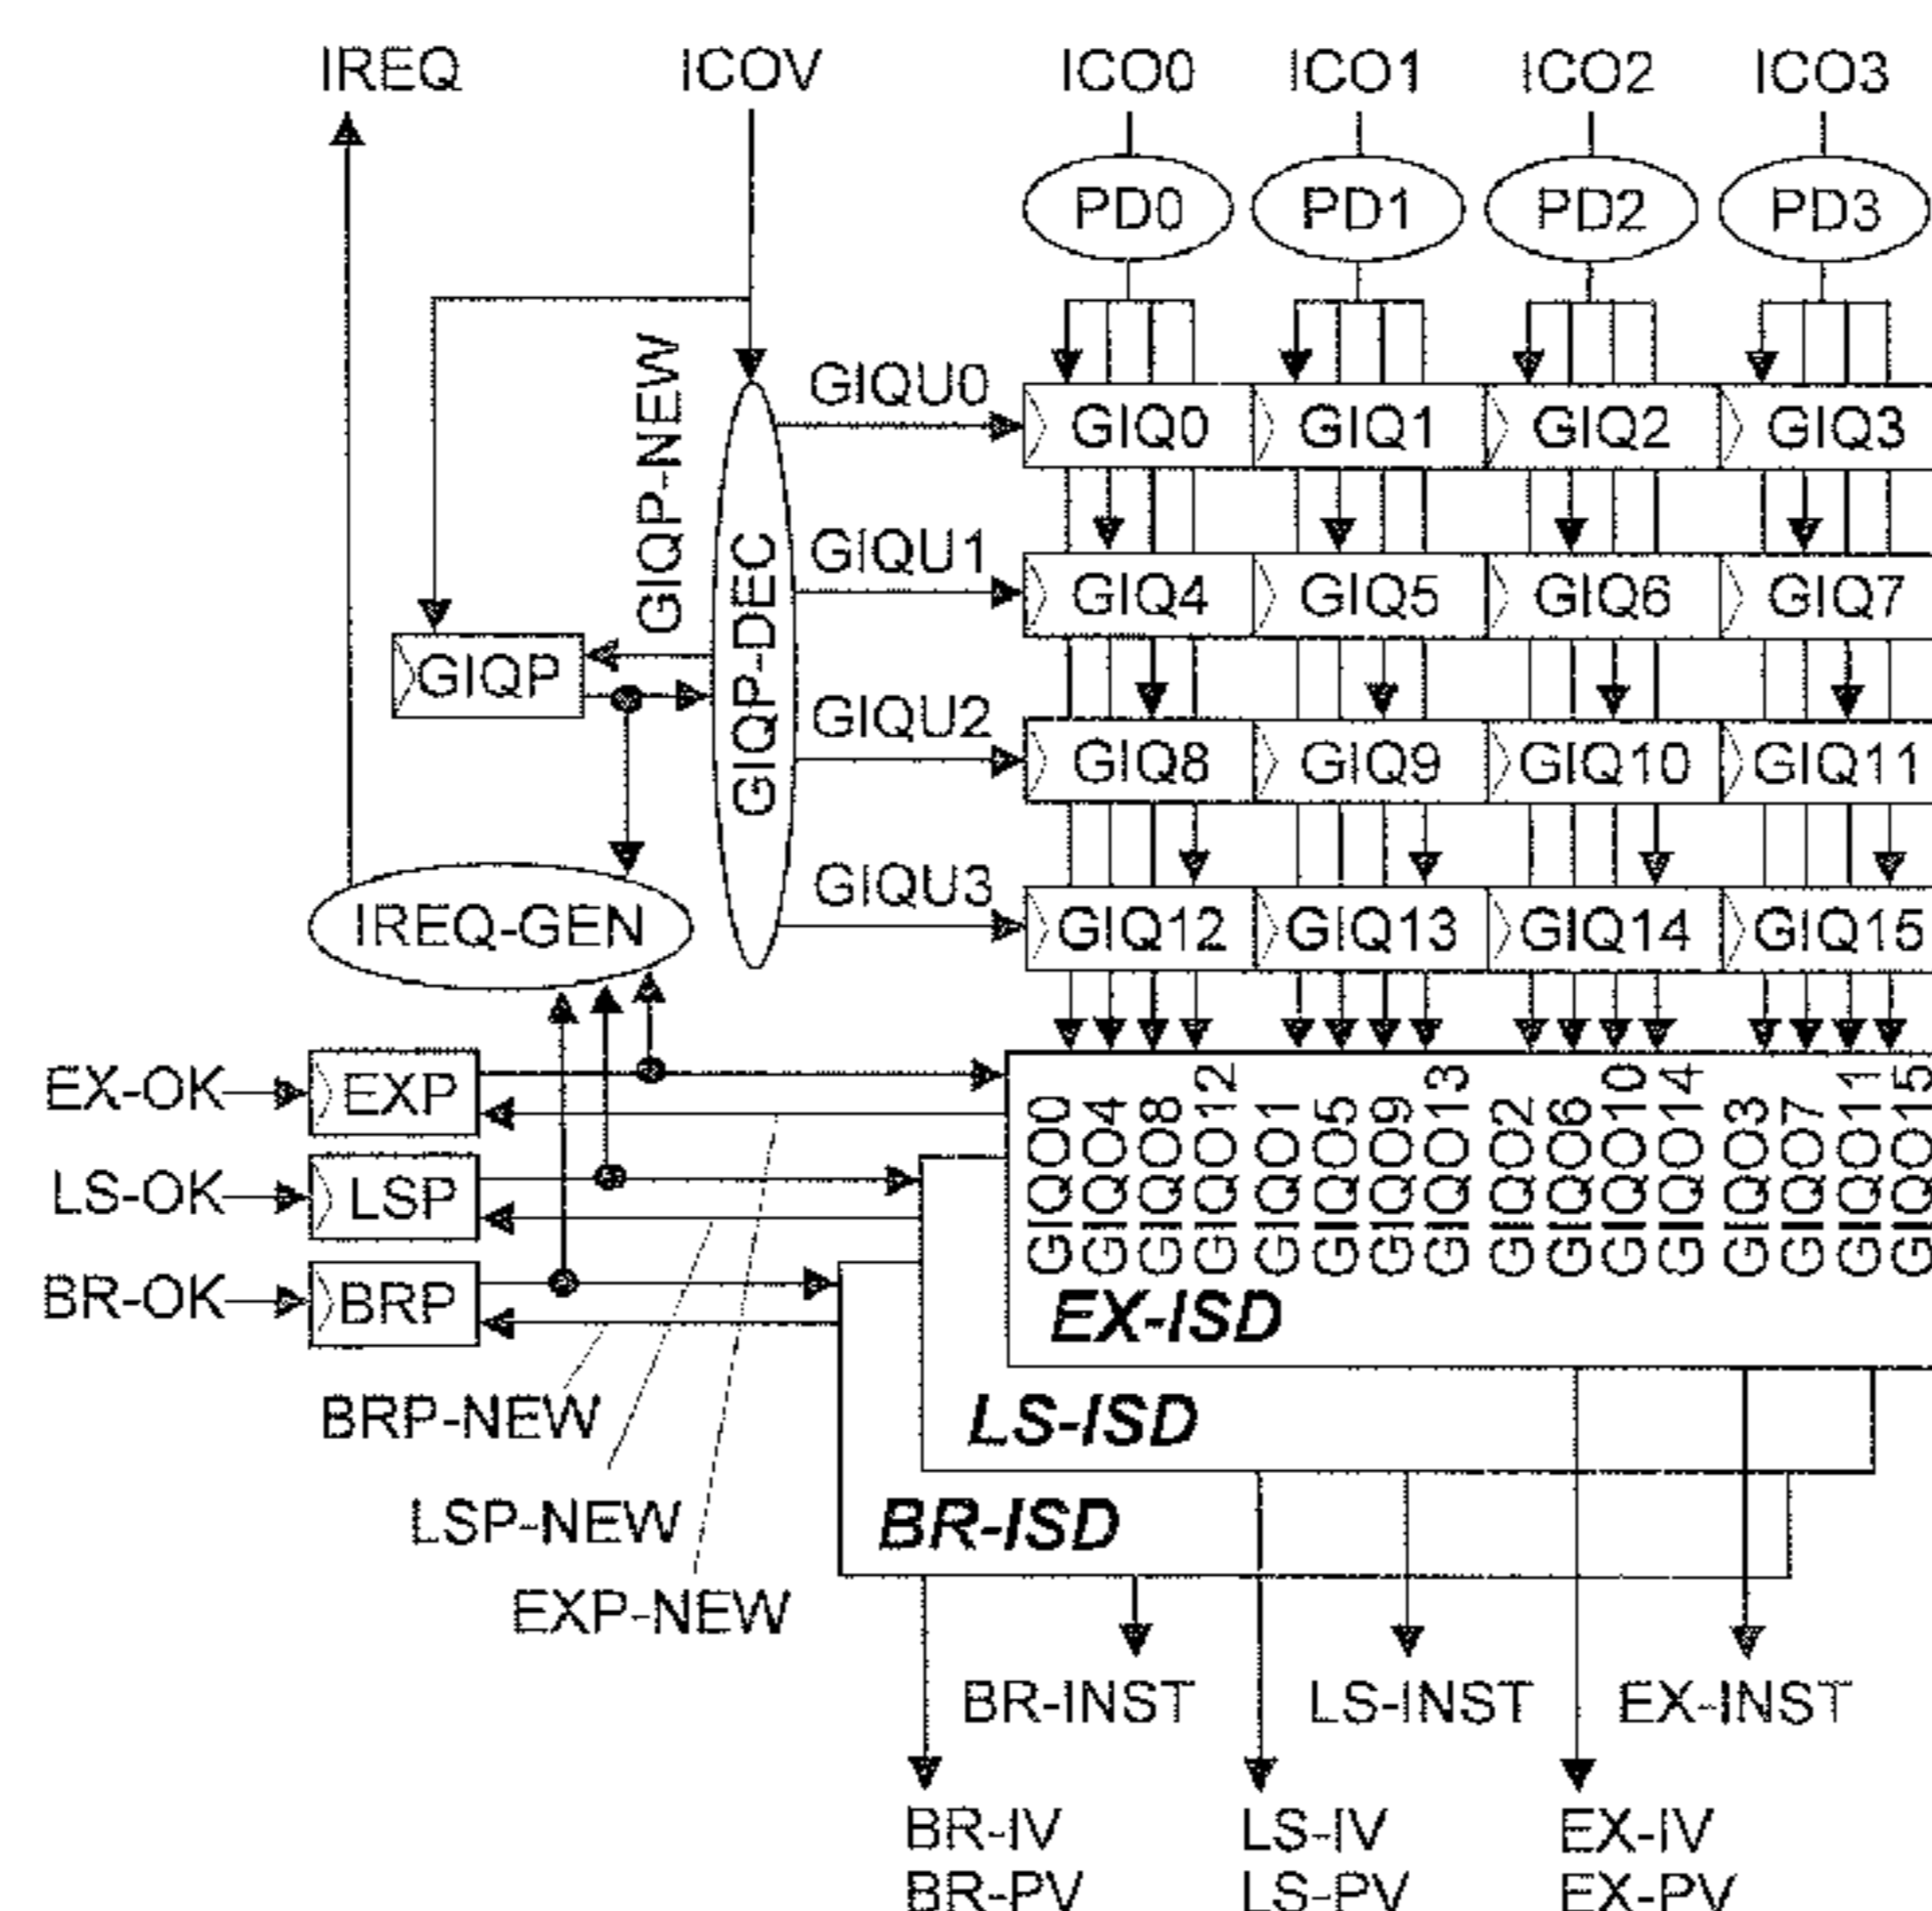 IREQ ICOV ICO0 ICO1 ICO2 ICO3
PD0 PD1 PD2 PD3
GIQP-NEW
GIQU0 GIQ0 GIQ1 GIQ2 GIQ3
GIQU1 GIQ4 GIQ5 GIQ6 GIQ7
GIQP GIQP-DEC
GIQU2 GIQ8 GIQ9 GIQ10 GIQ11
GIQU3 GIQ12 GIQ13 GIQ14 GIQ15
IREQ-GEN
EX-OK EXP
LS-OK LSP
BR-OK BRP
GIQO0 GIQO4 GIQO8 GIQO12 GIQO1 GIQO5 GIQO9 GIQO13 GIQO2 GIQO6 GIQO10 GIQO14 GIQO3 GIQO7 GIQO11 GIQO15
EX-ISD
BRP-NEW LS-ISD
LSP-NEW BR-ISD
EXP-NEW
BR-INST LS-INST EX-INST
BR-IV LS-IV EX-IV
BR-PV LS-PV EX-PV